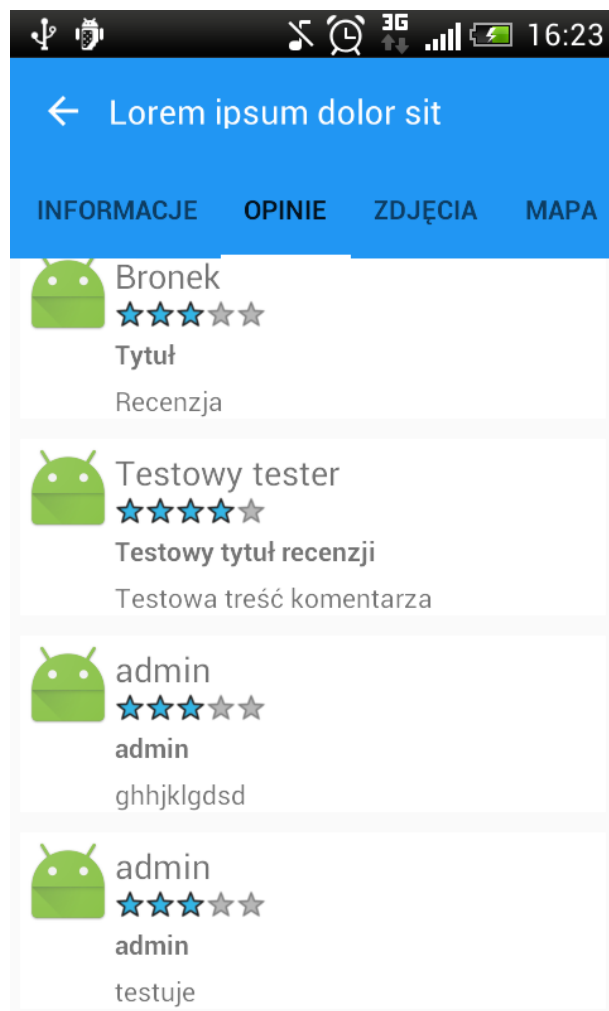 3G 16:23
Lorem ipsum dolor sit
INFORMACJE OPINIE ZDJĘCIA MAPA
Bronek
Tytuł
Recenzja
Testowy tester
Testowy tytuł recenzji
Testowa treść komentarza
admin
admin
ghhjklgdsd
admin
admin
testuje